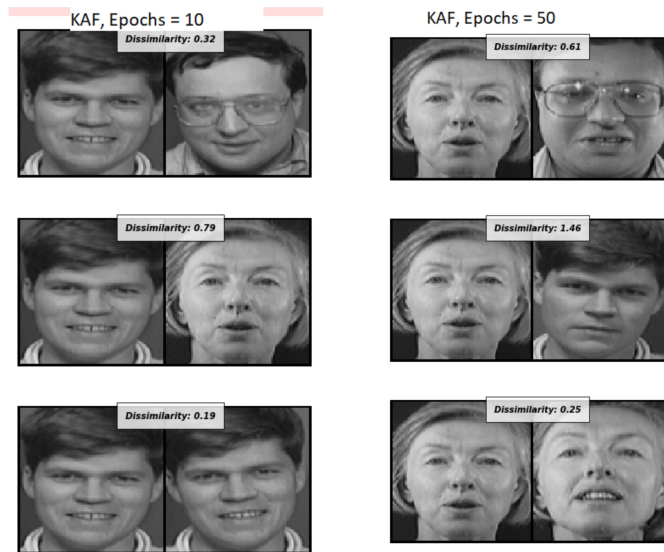 KAF, Epochs = 10
Dissimilarity: 0.32
Dissimilarity: 0.79
Dissimilarity: 0.19
KAF, Epochs = 50
Dissimilarity: 0.61
Dissimilarity: 1.46
Dissimilarity: 0.25